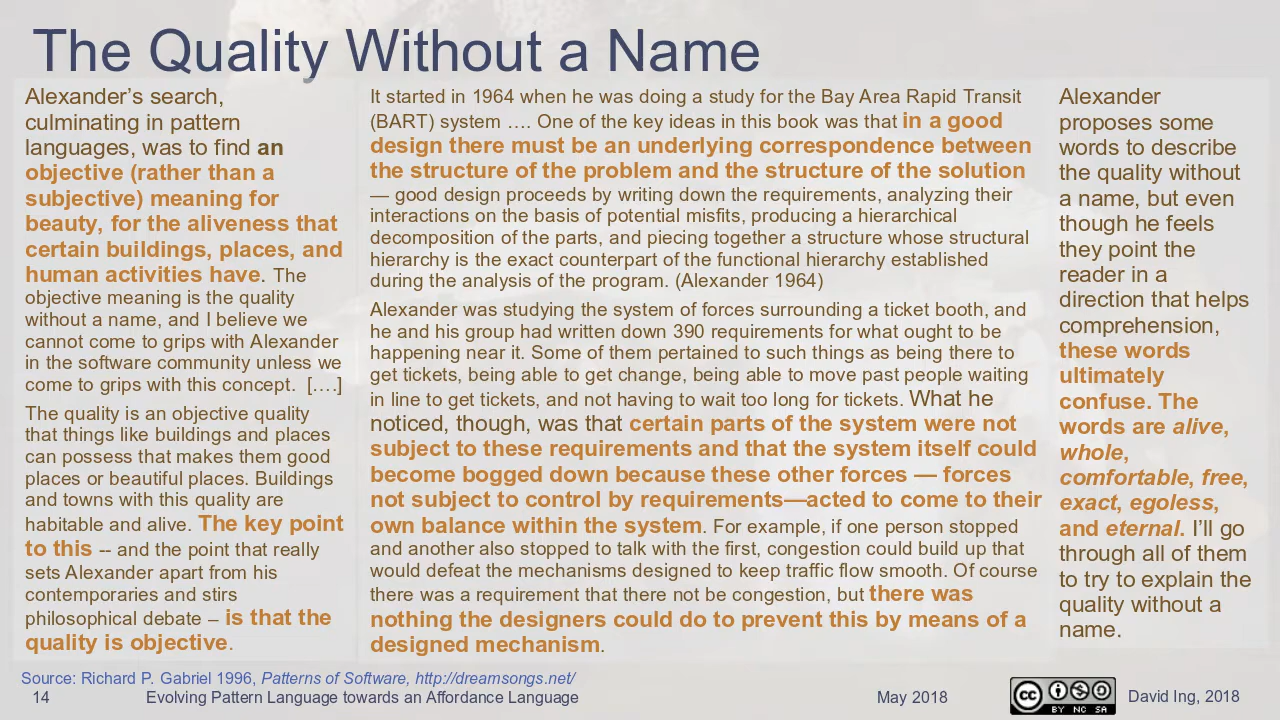 The Quality Without a Name
Alexander’s search,
culminating in pattern
languages, was to find an
objective (rather than a
subjective) meaning for
beauty, for the aliveness that
certain buildings, places, and
human activities have. The
objective meaning is the quality
without a name, and I believe we
cannot come to grips with Alexander
in the software community unless we
come to grips with this concept.  [….]
The quality is an objective quality
that things like buildings and places
can possess that makes them good
places or beautiful places. Buildings
and towns with this quality are
habitable and alive. The key point
to this -- and the point that really
sets Alexander apart from his
contemporaries and stirs
philosophical debate – is that the
quality is objective.
It started in 1964 when he was doing a study for the Bay Area Rapid Transit
(BART) system …. One of the key ideas in this book was that in a good
design there must be an underlying correspondence between
the structure of the problem and the structure of the solution
— good design proceeds by writing down the requirements, analyzing their
interactions on the basis of potential misfits, producing a hierarchical
decomposition of the parts, and piecing together a structure whose structural
hierarchy is the exact counterpart of the functional hierarchy established
during the analysis of the program. (Alexander 1964)
Alexander was studying the system of forces surrounding a ticket booth, and
he and his group had written down 390 requirements for what ought to be
happening near it. Some of them pertained to such things as being there to
get tickets, being able to get change, being able to move past people waiting
in line to get tickets, and not having to wait too long for tickets. What he
noticed, though, was that certain parts of the system were not
subject to these requirements and that the system itself could
become bogged down because these other forces — forces
not subject to control by requirements—acted to come to their
own balance within the system. For example, if one person stopped
and another also stopped to talk with the first, congestion could build up that
would defeat the mechanisms designed to keep traffic flow smooth. Of course
there was a requirement that there not be congestion, but there was
nothing the designers could do to prevent this by means of a
designed mechanism.
Alexander
proposes some
words to describe
the quality without
a name, but even
though he feels
they point the
reader in a
direction that helps
comprehension,
these words
ultimately
confuse. The
words are alive,
whole,
comfortable, free,
exact, egoless,
and eternal. I’ll go
through all of them
to try to explain the
quality without a
name.
Source: Richard P. Gabriel 1996, Patterns of Software, http://dreamsongs.net/
14
Evolving Pattern Language towards an Affordance Language
May 2018
cc
BY NC SA
David Ing, 2018